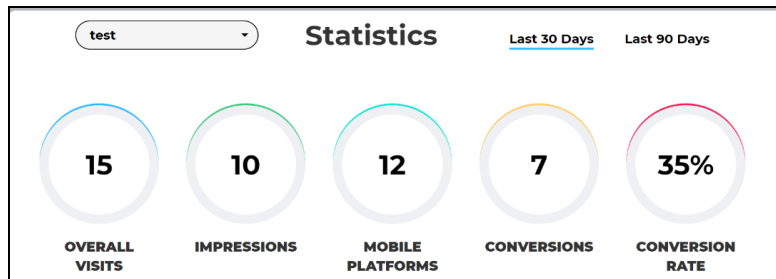 test
Statistics
Last 30 Days
Last 90 Days
15
10
12
7
35%
OVERALL
VISITS
IMPRESSIONS
MOBILE
PLATFORMS
CONVERSIONS
CONVERSION
RATE